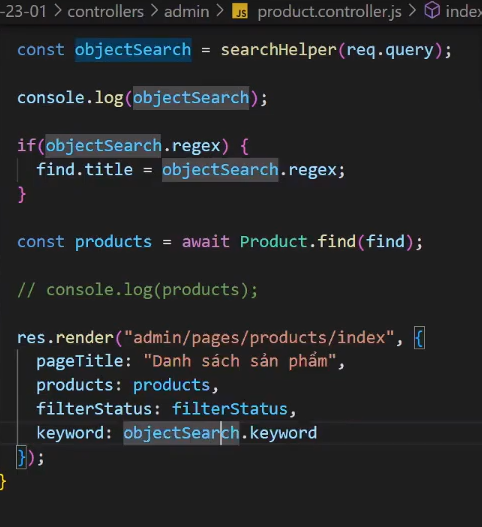 -23-01 > controllers > admin > JS product.controller.js > index
const objectSearch = searchHelper(req.query);
console.log(objectSearch);
if(objectSearch.regex) {
find.title = objectSearch.regex;
}
const products = await Product.find(find);
// console.log(products);
res.render("admin/pages/products/index", {
pageTitle: "Danh sách sản phẩm",
products: products,
filterStatus: filterStatus,
keyword: objectSearch.keyword
});
}